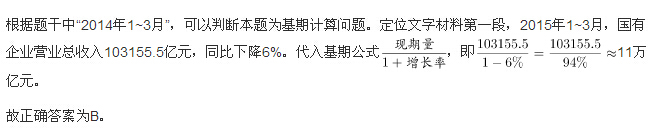 根据题干中“2014年1~3月”，可以判断本题为基期计算问题。定位文字材料第一段，2015年1~3月，国有
企业营业总收入103155.5亿元，同比下降6%。代入基期公式\frac{现期量}{1+增长率}，即\frac{103155.5}{1-6%}=\frac{103155.5}{94%}≈11万
亿元。
故正确答案为B。